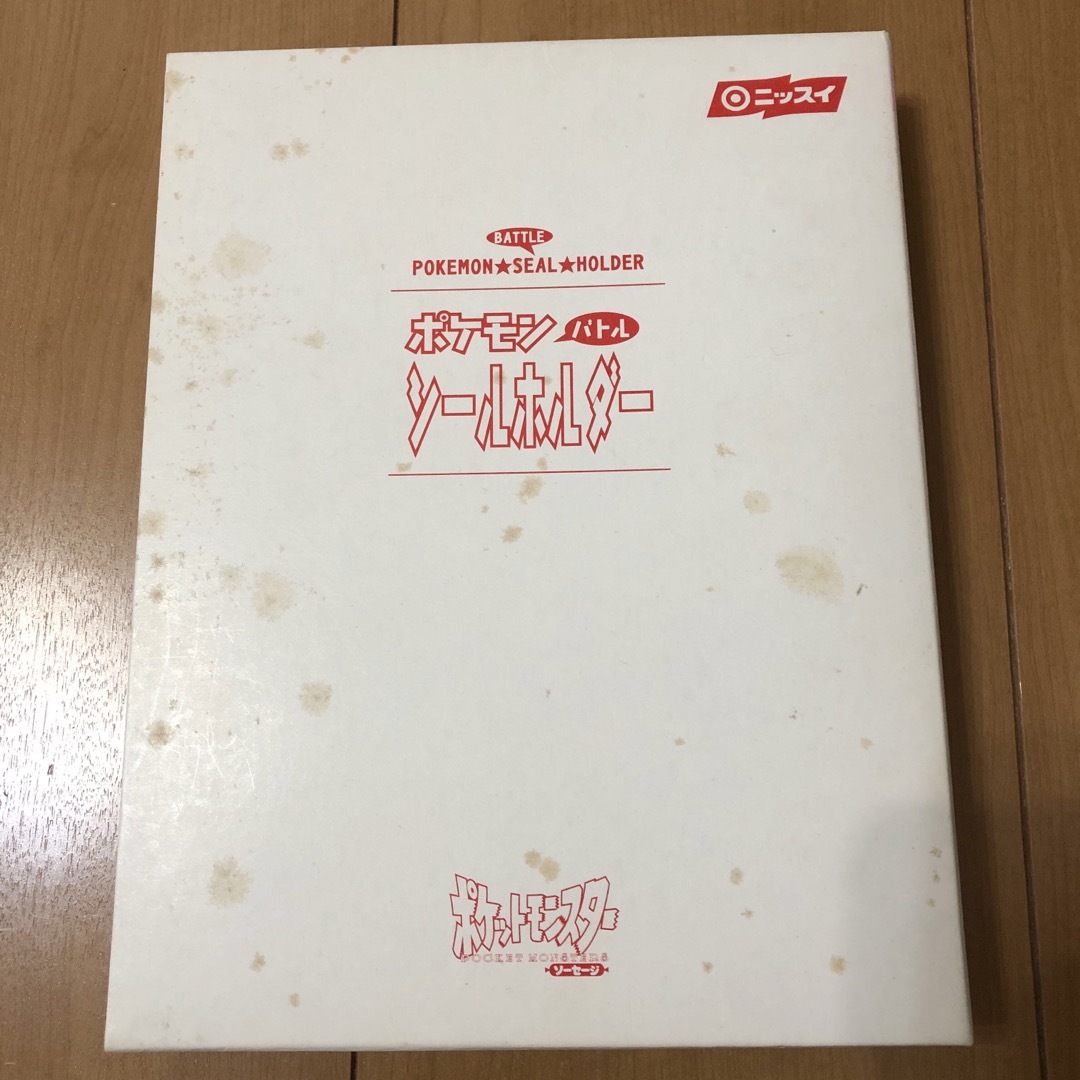 ニッスイ
BATTLE
POKEMON★SEAL★HOLDER
ポケモン バトル
シールホルダー
ポケットモンスター
POCKET MONSTERS
ソーセージ